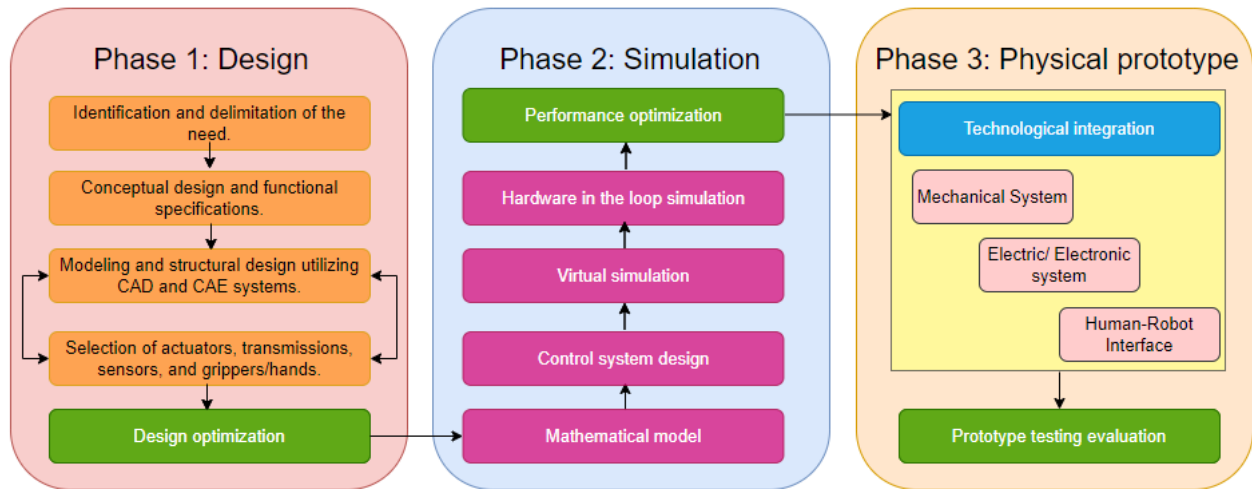 Phase 1: Design
Identification and delimitation of the
need.
Conceptual design and functional
specifications.
Modeling and structural design utilizing
CAD and CAE systems.
Selection of actuators, transmissions,
sensors, and grippers/hands.
Design optimization
Phase 2: Simulation
Performance optimization
Hardware in the loop simulation
Virtual simulation
Control system design
Mathematical model
Phase 3: Physical prototype
Technological integration
Mechanical System
Electric/ Electronic
system
Human-Robot
Interface
Prototype testing evaluation